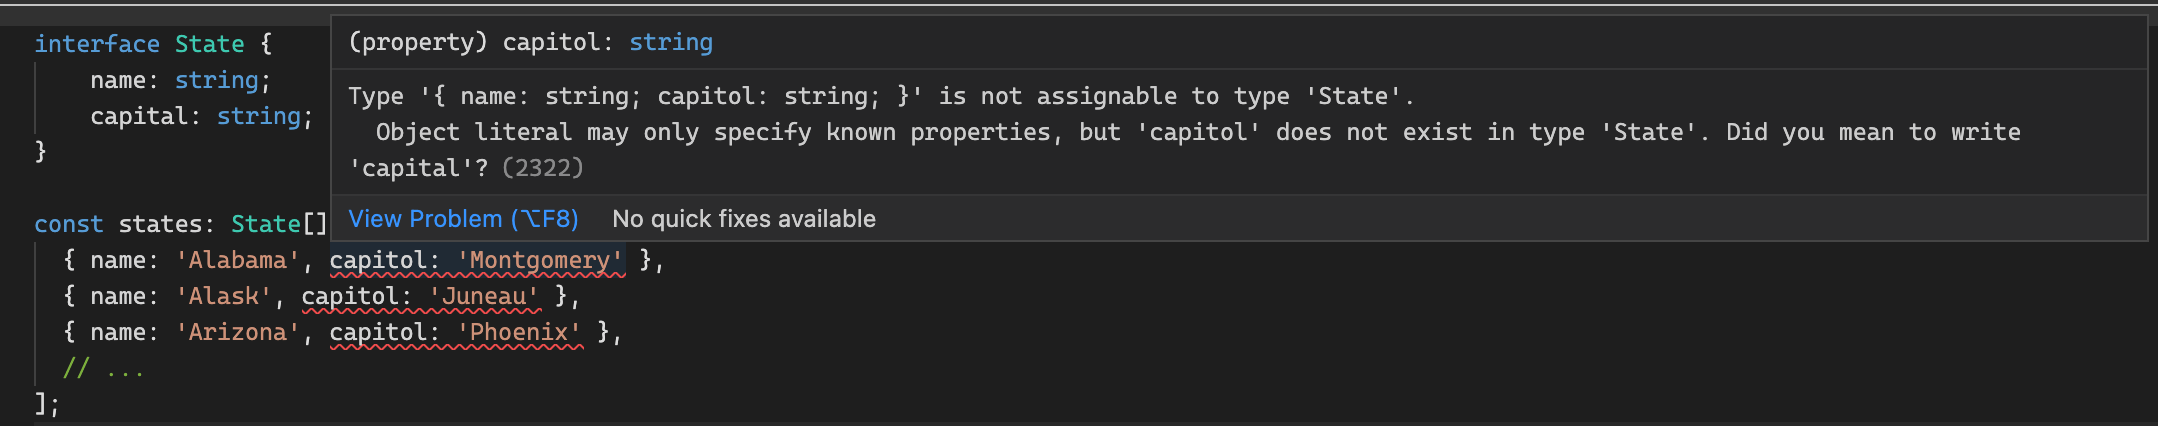 interface State {
name: string;
capital: string;
}
(property) capitol: string
Type '{ name: string; capitol: string; }' is not assignable to type 'State'.
Object literal may only specify known properties, but 'capitol' does not exist in type 'State'. Did you mean to write
'capital'? (2322)
View Problem (⌥F8) No quick fixes available
const states: State[]
{ name: 'Alabama', capitol: 'Montgomery' },
{ name: 'Alask', capitol: 'Juneau' },
{ name: 'Arizona', capitol: 'Phoenix' },
// ...
];